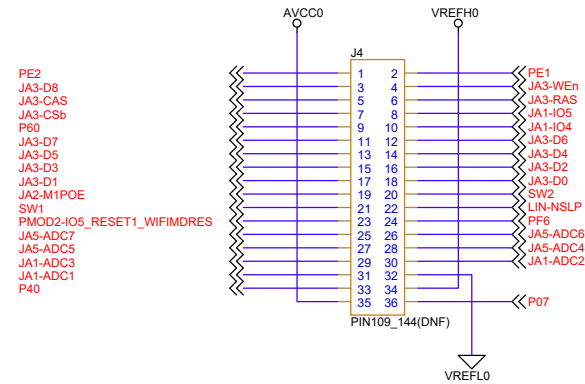 AVCC0 VREFH0
J4
PE2 1 2 PE1
JA3-D8 3 4 JA3-WEn
JA3-CAS 5 6 JA3-RAS
JA3-CSb 7 8 JA1-IO5
P60 9 10 JA1-IO4
JA3-D7 11 12 JA3-D6
JA3-D5 13 14 JA3-D4
JA3-D3 15 16 JA3-D2
JA3-D1 17 18 JA3-D0
JA2-M1POE 19 20 SW2
SW1 21 22 LIN-NSLP
PMOD2-IO5_RESET1_WIFIMDRES 23 24 PF6
JA5-ADC7 25 26 JA5-ADC6
JA5-ADC5 27 28 JA5-ADC4
JA1-ADC3 29 30 JA1-ADC2
JA1-ADC1 31 32
P40 33 34
35 36 P07
PIN109_144(DNF)
VREFL0